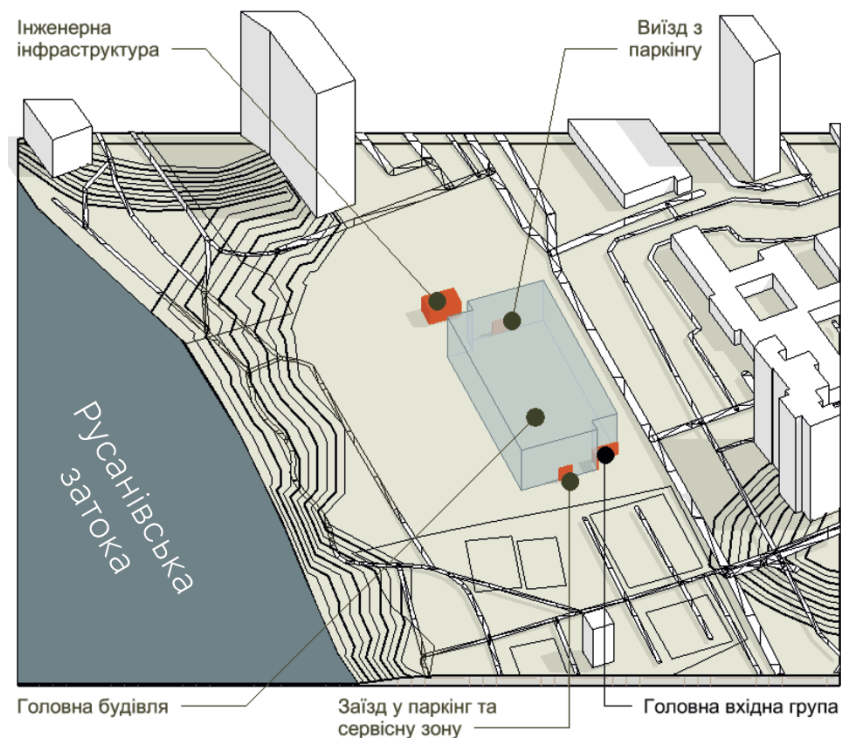 Інженерна
інфраструктура
Виїзд з
паркінгу
Русанівська
затока
Головна будівля
Заїзд у паркінг та
сервісну зону
Головна вхідна група